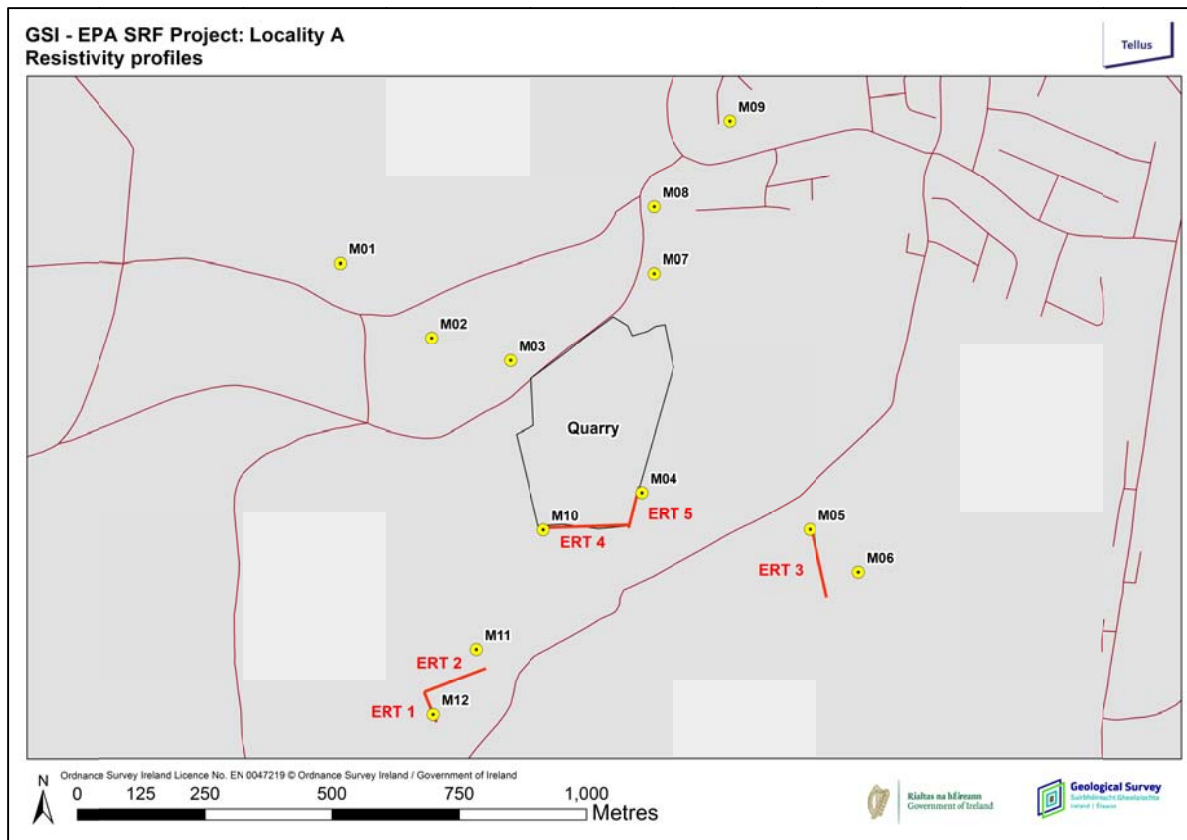 GSI - EPA SRF Project: Locality A
Resistivity profiles
Tellus
M09
M08
M01
M07
M02
M03
Quarry
M04
M10
ERT 5
M05
ERT 4
ERT 3
M06
M11
ERT 2
ERT 1
M12
N
Ordnance Survey Ireland Licence No. EN 0047219 © Ordnance Survey Ireland / Government of Ireland
0 125 250 500 750 1,000
Metres
Rialtas na hÉireann
Government of Ireland
Geological Survey
Suirbhéireacht Gheolaíochta
Ireland | Éireann